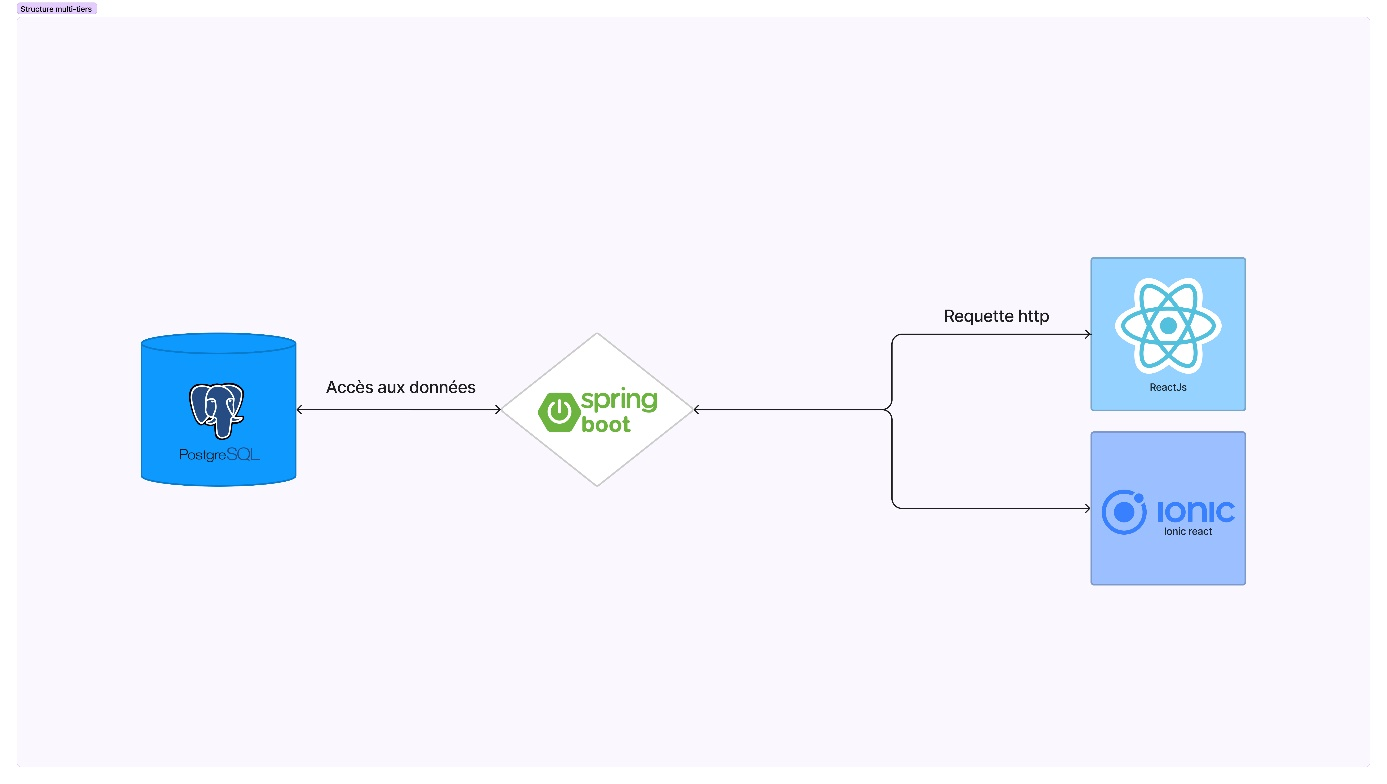 Structure multi-tiers
Requette http
ReactJs
Accès aux données
spring
boot
PostgreSQL
IONIC
Ionic react